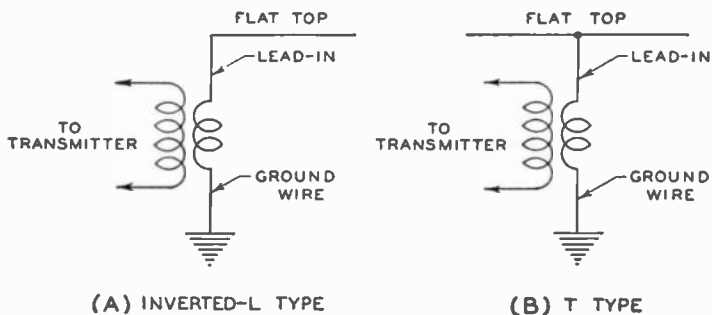 FLAT TOP
LEAD-IN
TO
TRANSMITTER
GROUND
WIRE
(A) INVERTED-L TYPE
FLAT TOP
LEAD-IN
TO
TRANSMITTER
GROUND
WIRE
(B) T TYPE